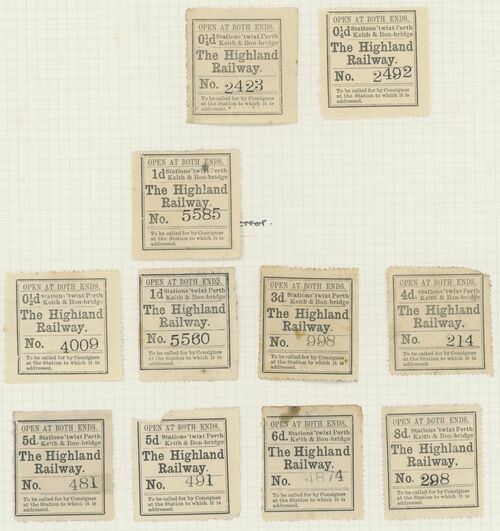 OPEN AT BOTH ENDS.
0½d Stations 'twixt Perth
Keith & Bon-bridge
The Highland
Railway.
No. 2423
To be called for by Consignee
at the Station to which it is
addressed.
OPEN AT BOTH ENDS.
0½d Stations 'twixt Perth
Keith & Bon-bridge
The Highland
Railway.
No. 2492
To be called for by Consignee
at the Station to which it is
addressed.
OPEN AT BOTH ENDS.
1d Stations 'twixt Perth
Keith & Bon-bridge
The Highland
Railway.
No. 5585
To be called for by Consignee
at the Station to which it is
addressed.
error.
OPEN AT BOTH ENDS.
0½d Stations 'twixt Perth
Keith & Bon-bridge
The Highland
Railway.
No. 4009
To be called for by Consignee
at the Station to which it is
addressed.
OPEN AT BOTH ENDS.
1d Stations 'twixt Perth
Keith & Bon-bridge
The Highland
Railway.
No. 5560
To be called for by Consignee
at the Station to which it is
addressed.
OPEN AT BOTH ENDS.
3d Stations 'twixt Perth
Keith & Bon-bridge
The Highland
Railway.
No. 998
To be called for by Consignee
at the Station to which it is
addressed.
OPEN AT BOTH ENDS.
4d. Stations 'twixt Perth
Keith & Bon-bridge
The Highland
Railway.
No. 214
To be called for by Consignee
at the Station to which it is
addressed.
OPEN AT BOTH ENDS.
5d. Stations 'twixt Perth
Keith & Bon-bridge
The Highland
Railway.
No. 481
To be called for by Consignee
at the Station to which it is
addressed.
OPEN AT BOTH ENDS.
5d. Stations 'twixt Perth
Keith & Bon-bridge
The Highland
Railway.
No. 491
To be called for by Consignee
at the Station to which it is
addressed.
OPEN AT BOTH ENDS.
6d. Stations 'twixt Perth
Keith & Bon-bridge
The Highland
Railway.
No. 4874
To be called for by Consignee
at the Station to which it is
addressed.
OPEN AT BOTH ENDS.
8d. Stations 'twixt Perth
Keith & Bon-bridge
The Highland
Railway.
No. 298
To be called for by Consignee
at the Station to which it is
addressed.